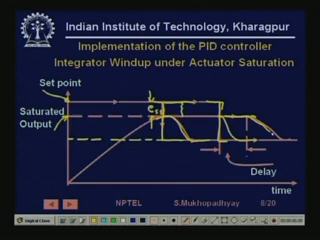 Indian Institute of Technology, Kharagpur
Implementation of the PID controller
Integrator Windup under Actuator Saturation
Set point
Saturated
Output
Delay
time
NPTEL
S.Mukhopadhyay
8/20